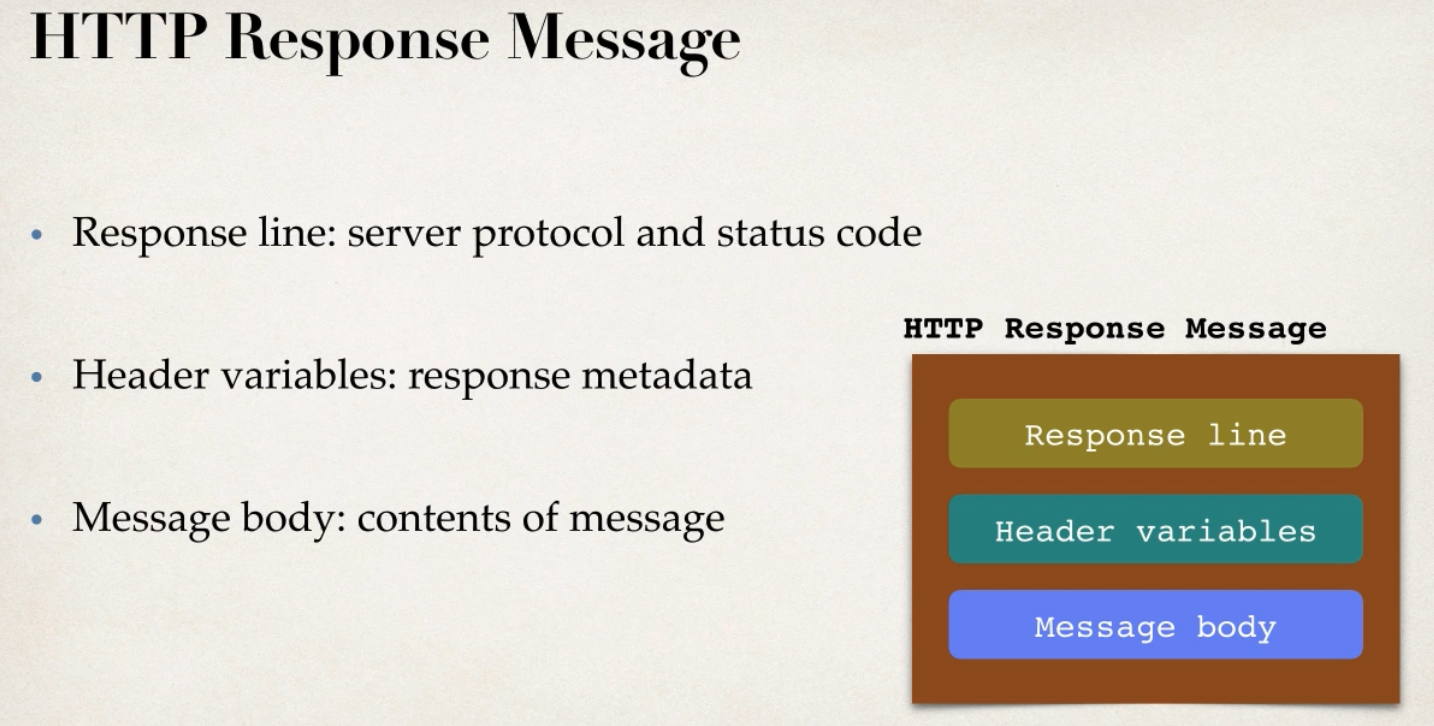 HTTP Response Message
• Response line: server protocol and status code
• Header variables: response metadata
• Message body: contents of message
HTTP Response Message
Response line
Header variables
Message body